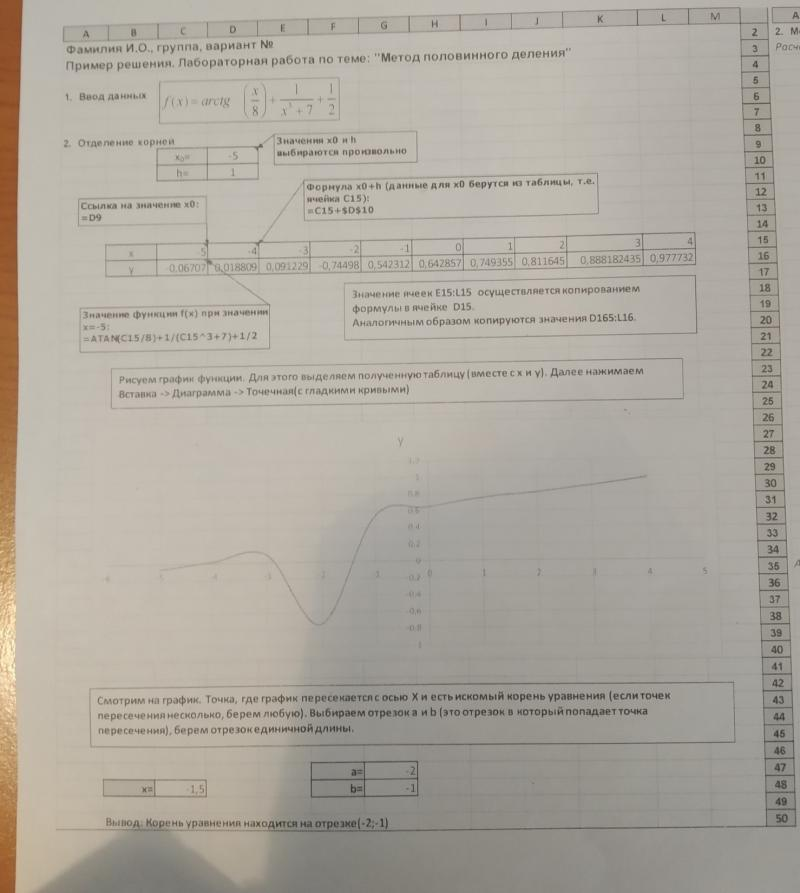 A B C D E F G H I J K L M
Фамилия И.О., группа, вариант №
Пример решения. Лабораторная работа по теме: "Метод половинного деления"
1. Ввод данных
f(x) = arctg (x/8) + 1/(x³ + 7) + 1/2
2. Отделение корней
x₀= -5
h= 1
Значения x0 и h
выбираются произвольно
Формула x0+h (данные для x0 берутся из таблицы, т.е.
ячейка C15):
=C15+$D$10
Ссылка на значение x0:
=D9
x -5 -4 -3 -2 -1 0 1 2 3 4
y -0,06707 0,018809 0,091229 -0,74498 0,542312 0,642857 0,749355 0,811645 0,888182435 0,977732
Значение ячеек E15:L15 осуществляется копированием
формулы в ячейке D15.
Аналогичным образом копируются значения D165:L16.
Значение функции f(x) при значении
x=-5:
=ATAN(C15/8)+1/(C15^3+7)+1/2
Рисуем график функции. Для этого выделяем полученную таблицу (вместе с x и y). Далее нажимаем
Вставка -> Диаграмма -> Точечная(с гладкими кривыми)
y
1,2
1
0,8
0,6
0,4
0,2
0
-0,2
-0,4
-0,6
-0,8
-3 -2 -1 0 1 2 3 4 5
Смотрим на график. Точка, где график пересекается с осью X и есть искомый корень уравнения (если точек
пересечения несколько, берем любую). Выбираем отрезок a и b (это отрезок в который попадает точка
пересечения), берем отрезок единичной длины.
a= -2
x= -1,5
b= -1
Вывод: Корень уравнения находится на отрезке(-2;-1)
A
2
3
4
5
6
7
8
9
10
11
12
13
14
15
16
17
18
19
20
21
22
23
24
25
26
27
28
29
30
31
32
33
34
35
36
37
38
39
40
41
42
43
44
45
46
47
48
49
50
2.